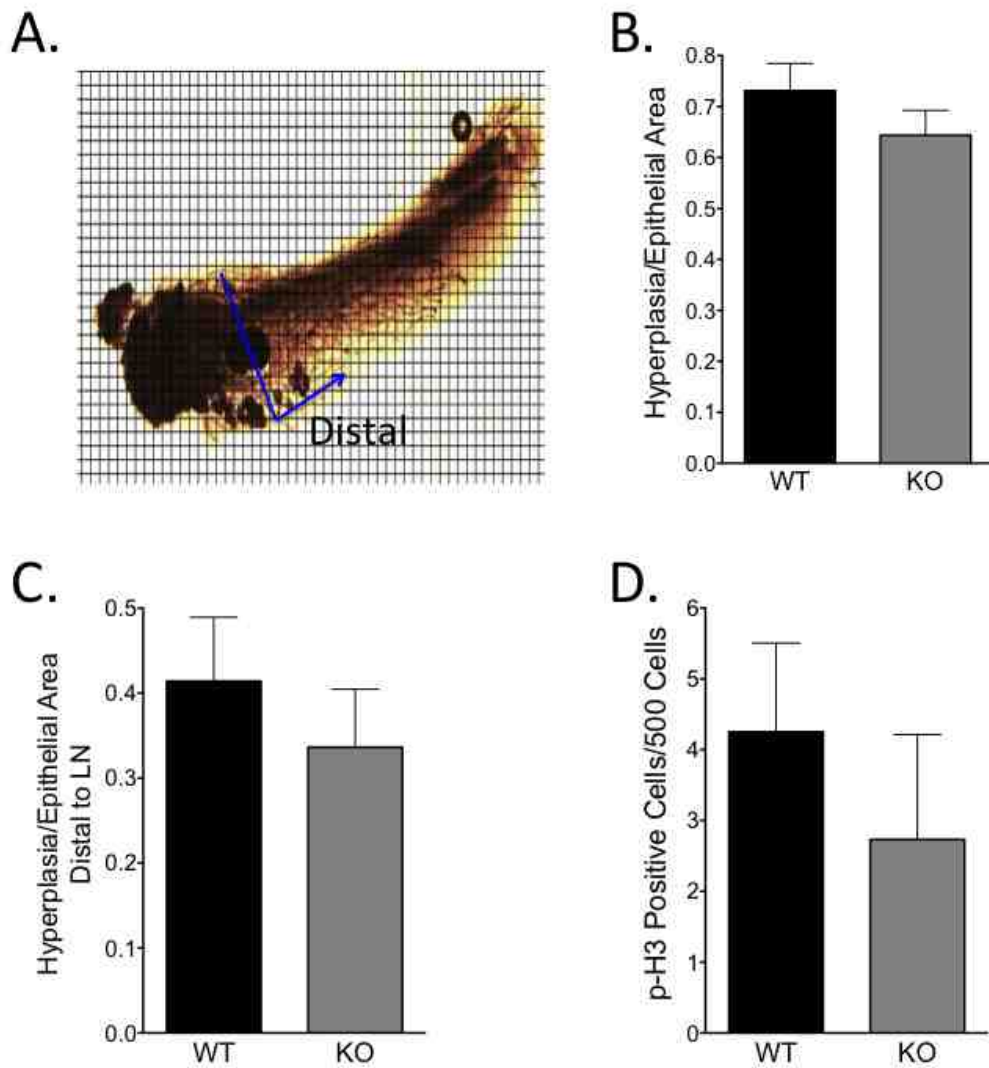 A.
Distal
B.
Hyperplasia/Epithelial Area
0.8
0.7
0.6
0.5
0.4
0.3
0.2
0.1
0.0
WT KO
C.
Hyperplasia/Epithelial Area
Distal to LN
0.5
0.4
0.3
0.2
0.1
0.0
WT KO
D.
p-H3 Positive Cells/500 Cells
6
5
4
3
2
1
0
WT KO